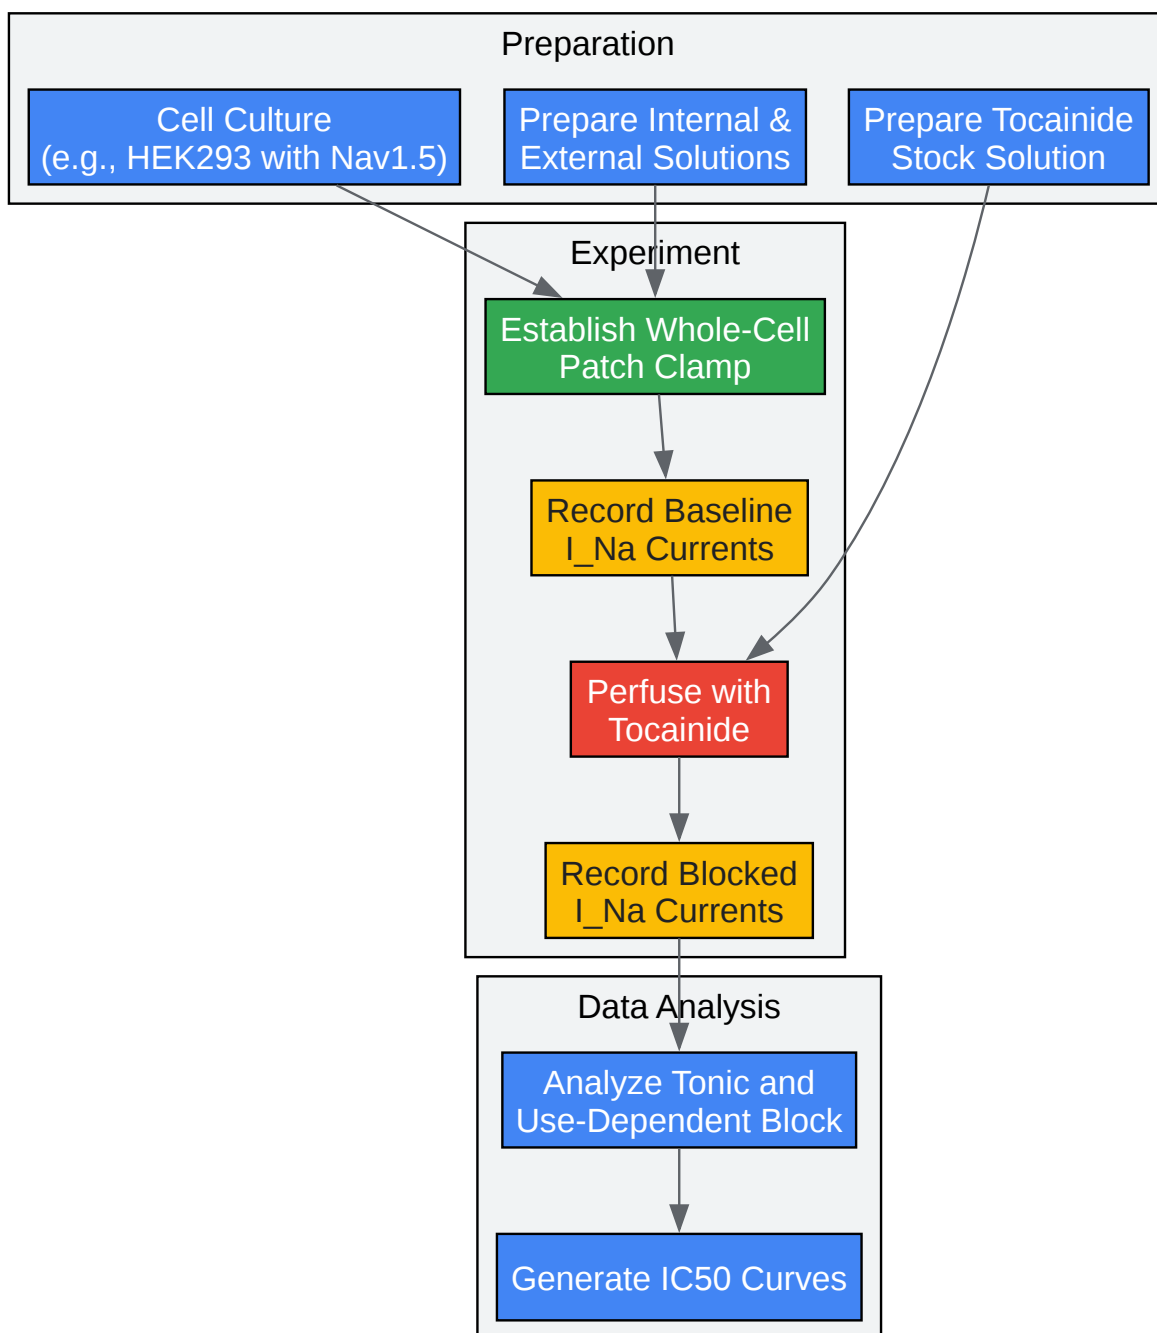 Preparation
Cell Culture
(e.g., HEK293 with Nav1.5)
Prepare Internal &
External Solutions
Prepare Tocainide
Stock Solution
Experiment
Establish Whole-Cell
Patch Clamp
Record Baseline
I_Na Currents
Perfuse with
Tocainide
Record Blocked
I_Na Currents
Data Analysis
Analyze Tonic and
Use-Dependent Block
Generate IC50 Curves